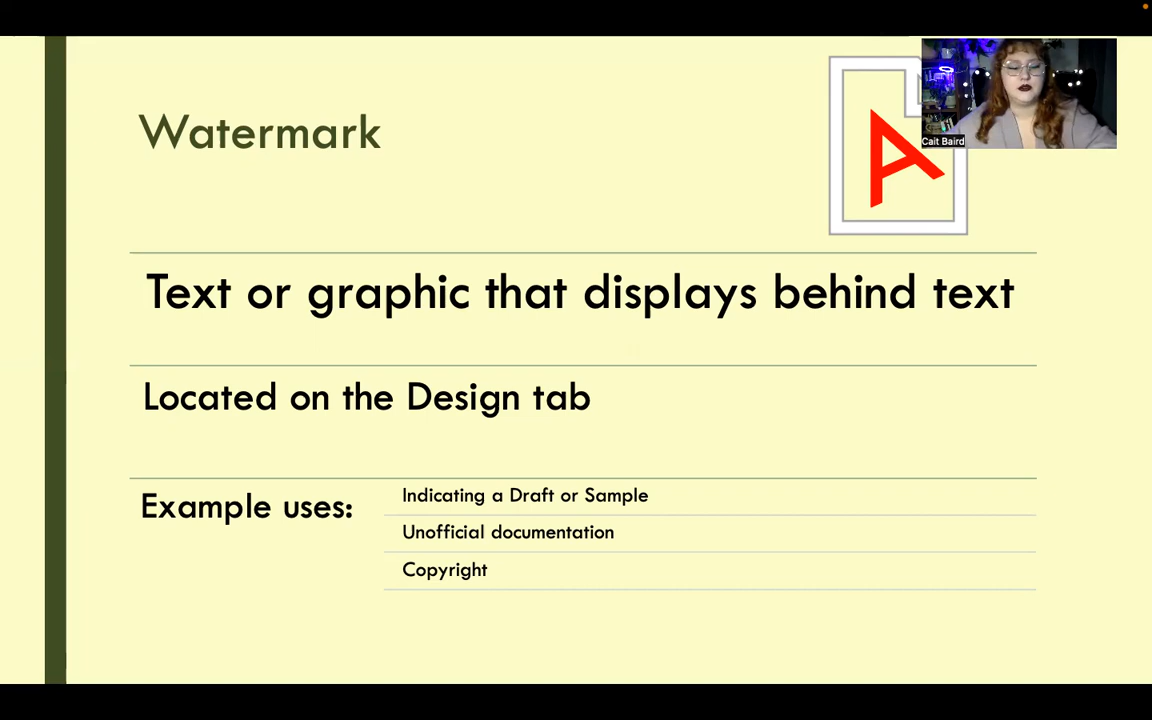 Watermark
A
Cait Baird
Text or graphic that displays behind text
Located on the Design tab
Example uses:
Indicating a Draft or Sample
Unofficial documentation
Copyright